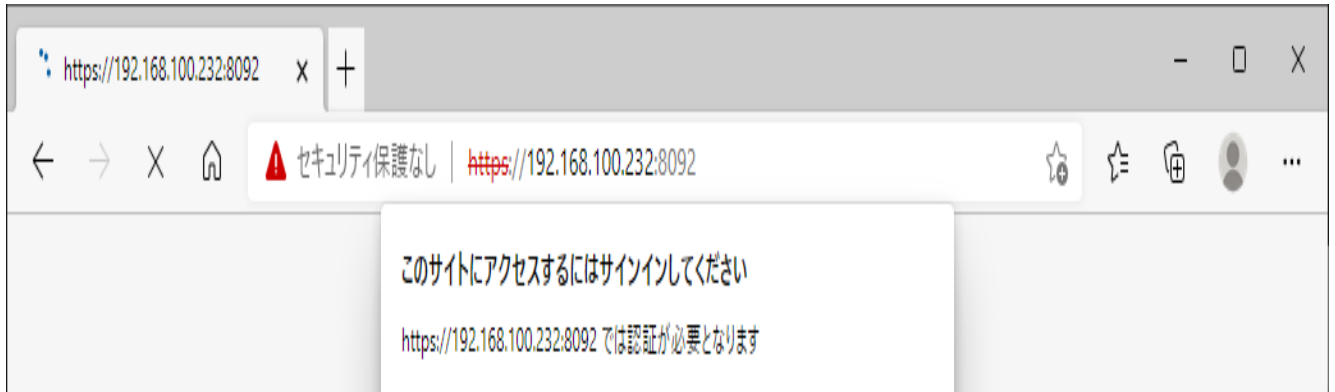 https://192.168.100.232:8092
セキュリティ保護なし | https://192.168.100.232:8092
このサイトにアクセスするにはサインインしてください
https://192.168.100.232:8092 では認証が必要となります